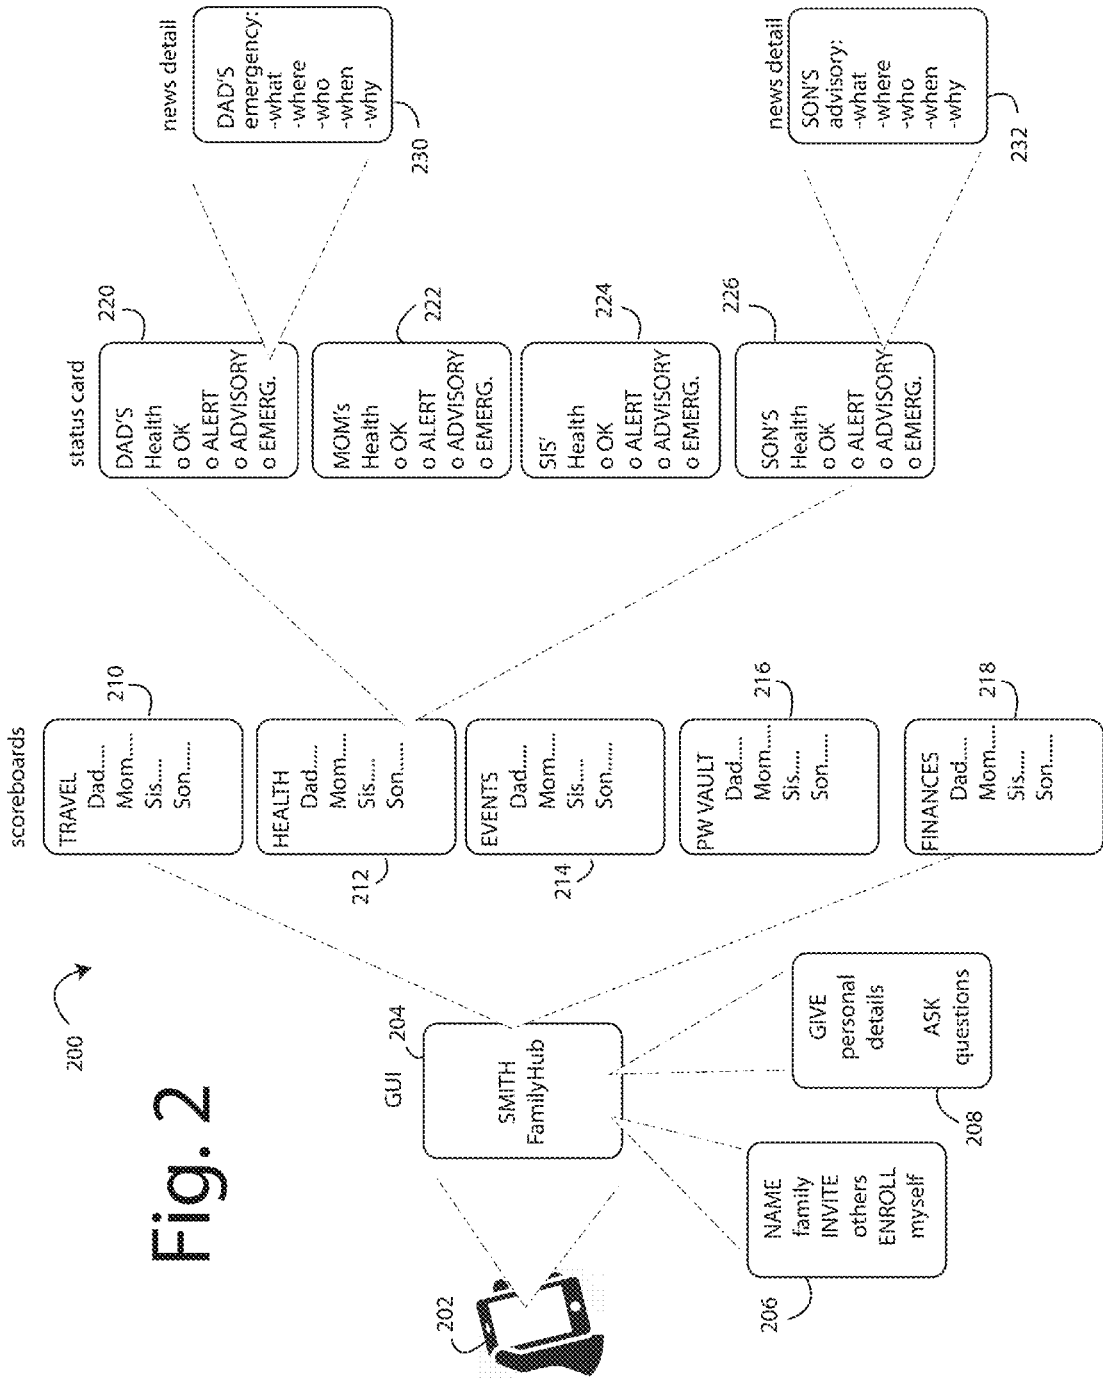 Fig. 2
200
202
GUI
204
SMITH
FamilyHub
206
NAME
family
INVITE
others
ENROLL
myself
208
GIVE
personal
details
ASK
questions
scoreboards
TRAVEL
Dad.....
Mom.....
Sis.....
Son......
210
HEALTH
Dad.....
Mom.....
Sis.....
Son......
212
EVENTS
Dad.....
Mom.....
Sis.....
Son......
214
PW VAULT
Dad.....
Mom.....
Sis.....
Son......
216
FINANCES
Dad.....
Mom.....
Sis.....
Son......
218
status card
DAD'S
Health
o OK
o ALERT
o ADVISORY
o EMERG.
220
MOM's
Health
o OK
o ALERT
o ADVISORY
o EMERG.
222
SIS'
Health
o OK
o ALERT
o ADVISORY
o EMERG.
224
SON'S
Health
o OK
o ALERT
o ADVISORY
o EMERG.
226
news detail
DAD'S
emergency:
-what
-where
-who
-when
-why
230
news detail
SON'S
advisory:
-what
-where
-who
-when
-why
232